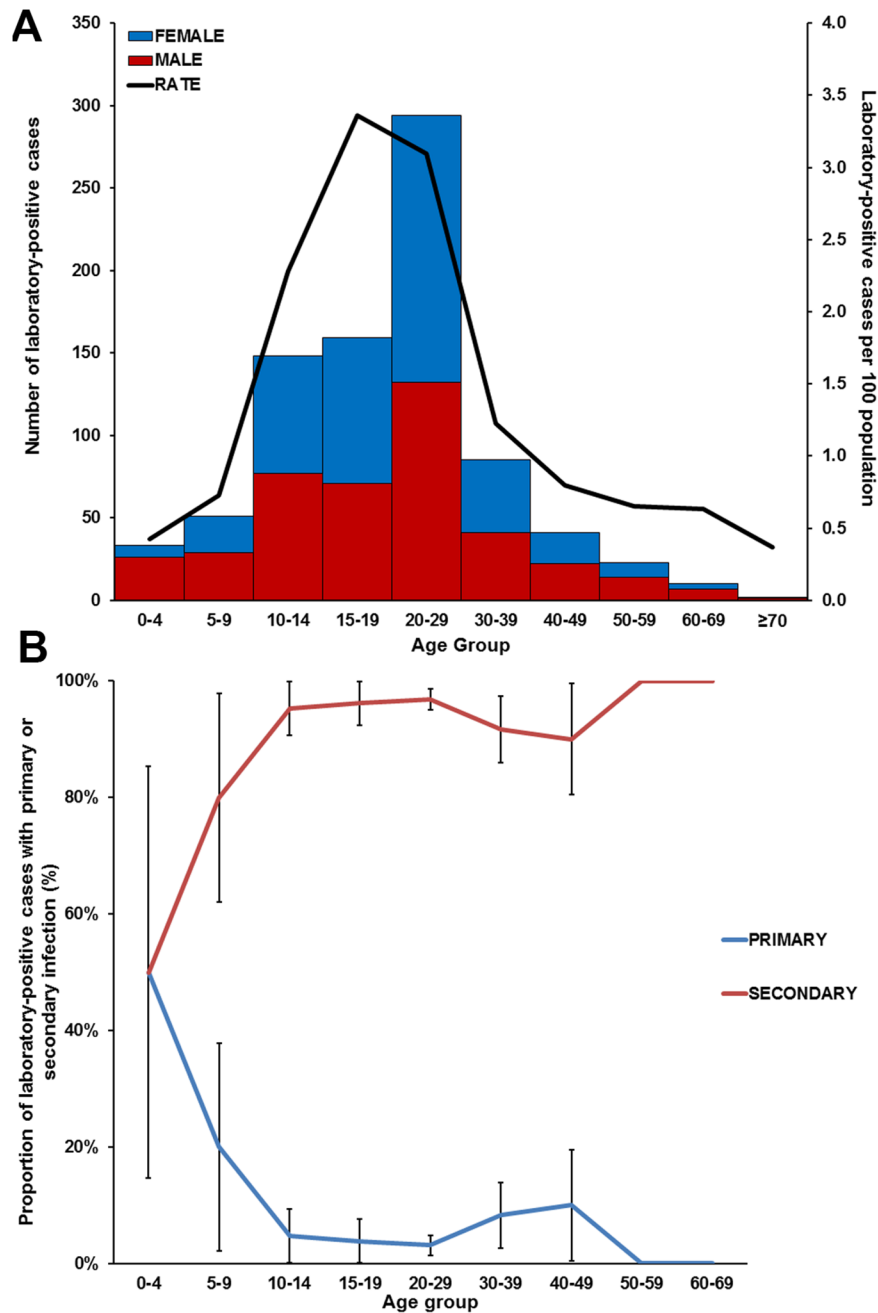 A
FEMALE
MALE
RATE
Number of laboratory-positive cases
350
300
250
200
150
100
50
0
Laboratory-positive cases per 100 population
4.0
3.5
3.0
2.5
2.0
1.5
1.0
0.5
0.0
0-4 5-9 10-14 15-19 20-29 30-39 40-49 50-59 60-69 ≥70
Age Group
B
Proportion of laboratory-positive cases with primary or
secondary infection (%)
100%
80%
60%
40%
20%
0%
PRIMARY
SECONDARY
0-4 5-9 10-14 15-19 20-29 30-39 40-49 50-59 60-69
Age group